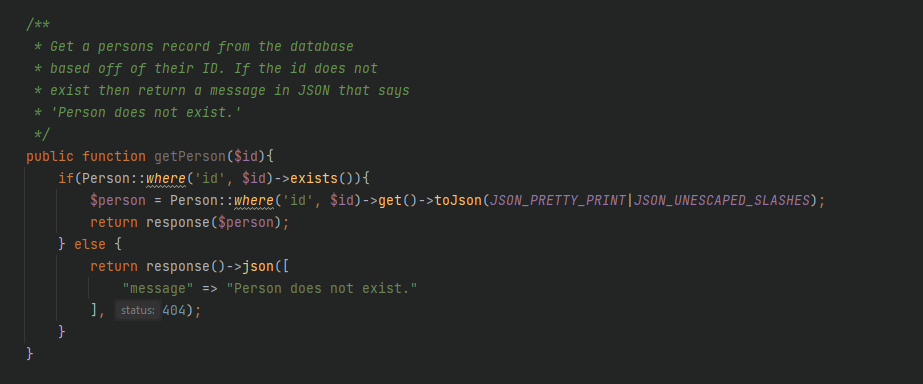 /**
 * Get a persons record from the database
 * based off of their ID. If the id does not
 * exist then return a message in JSON that says
 * 'Person does not exist.'
 */
public function getPerson($id){
    if(Person::where('id', $id)->exists()){
        $person = Person::where('id', $id)->get()->toJson(JSON_PRETTY_PRINT|JSON_UNESCAPED_SLASHES);
        return response($person);
    } else {
        return response()->json([
            "message" => "Person does not exist."
        ], status: 404);
    }
}